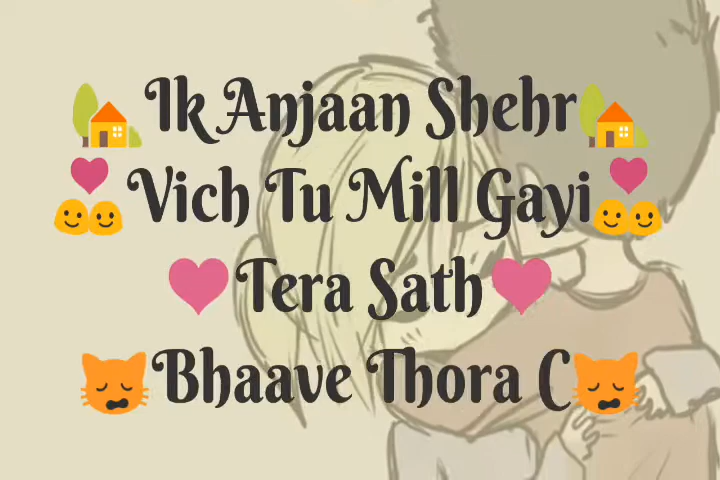 🏡Ik Anjaan Shehr🏡
💑Vich Tu Mill Gayi💑
💗Tera Sath💗
😿Bhaave Thora C😿